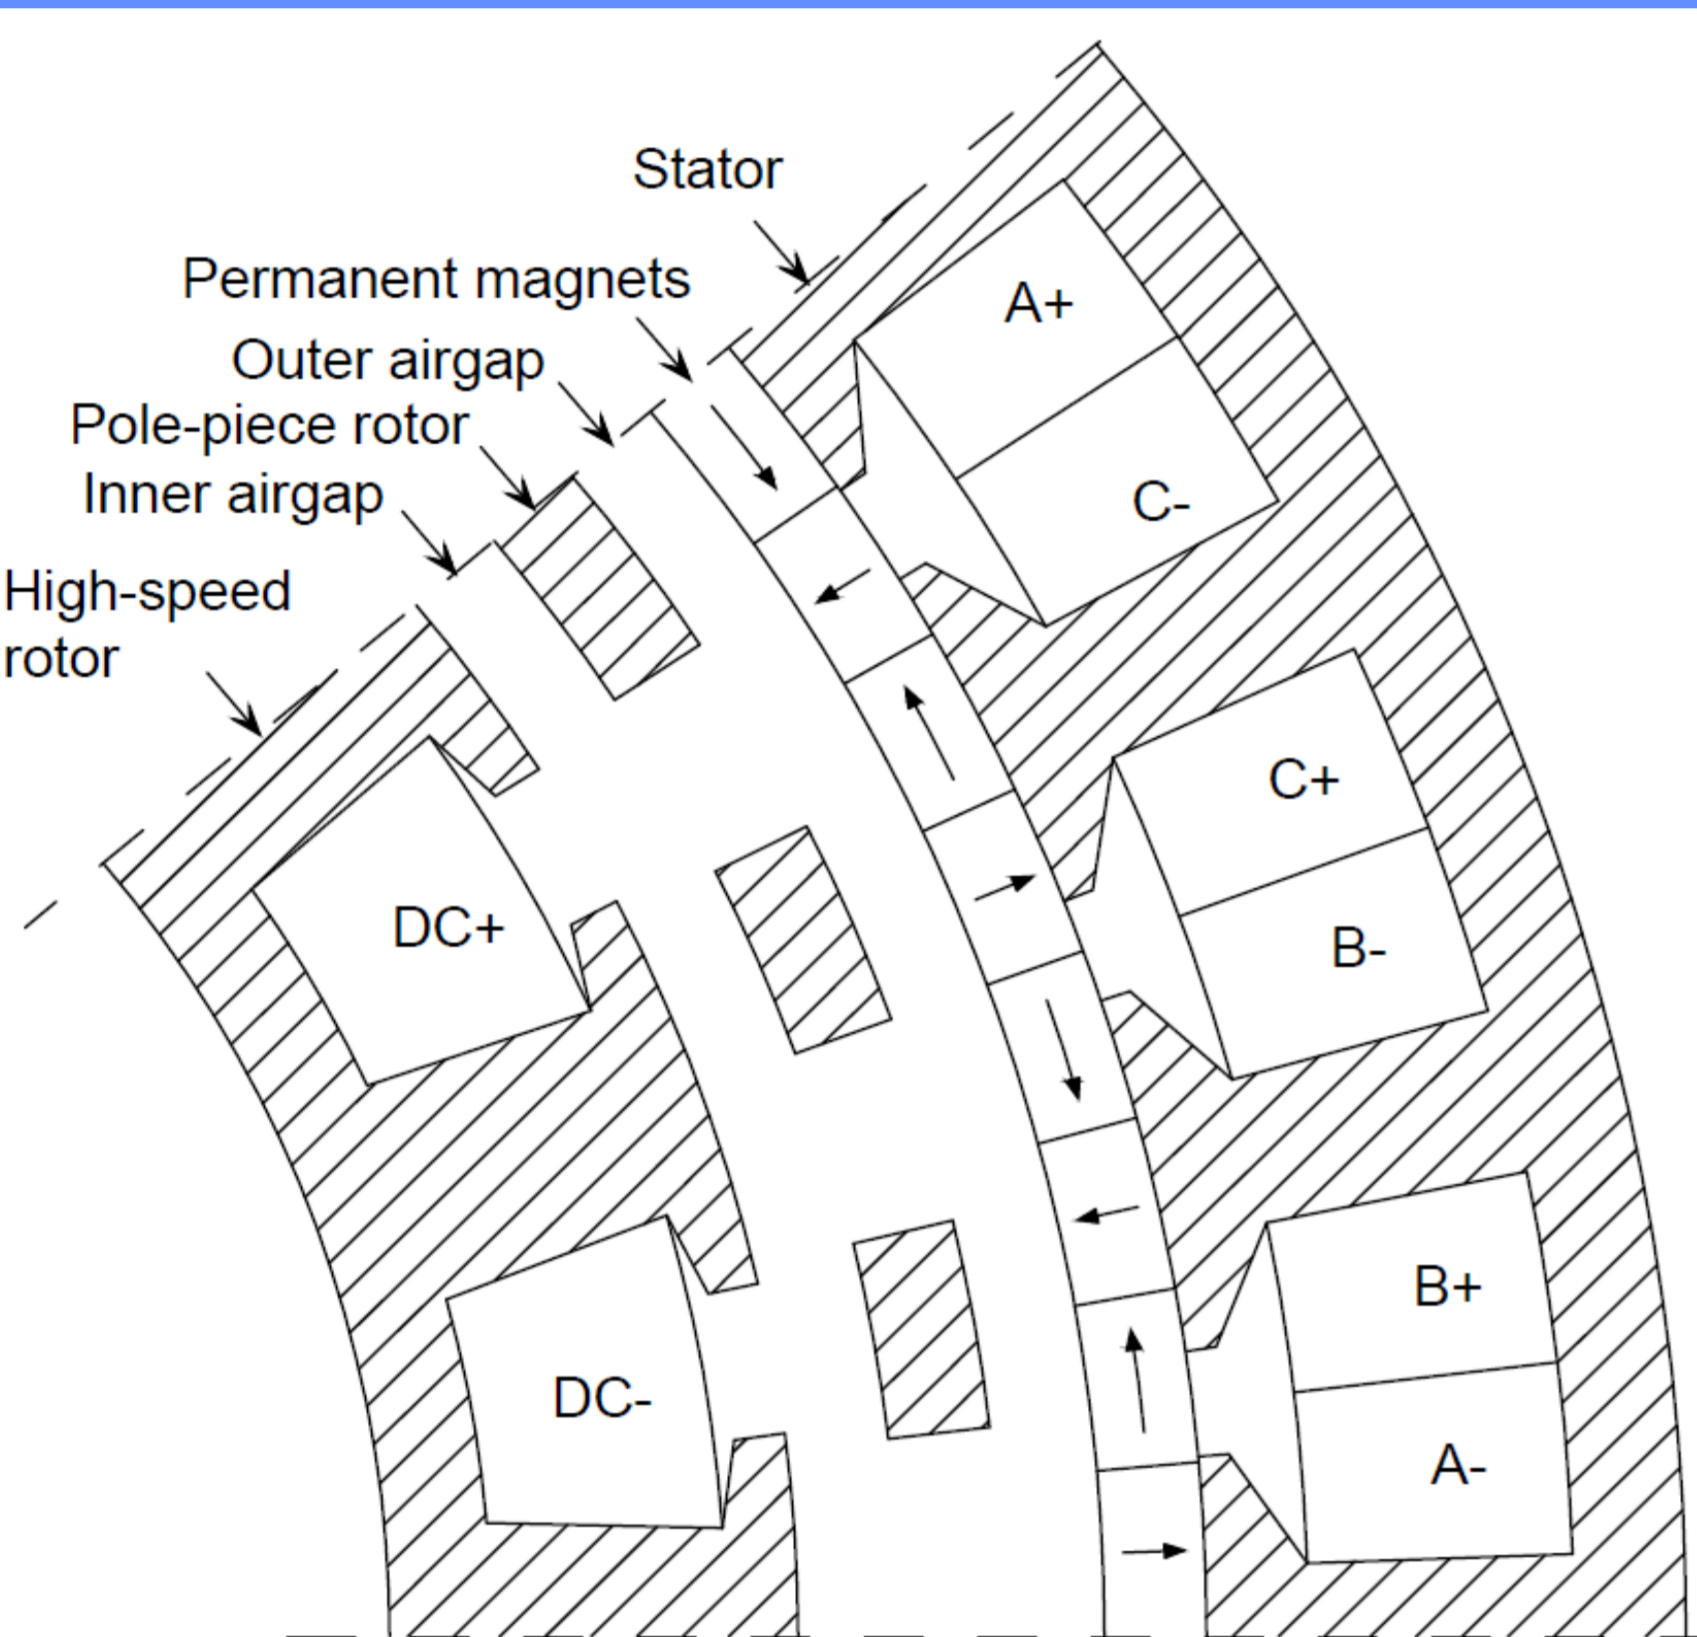 Stator
Permanent magnets
Outer airgap
Pole-piece rotor
Inner airgap
High-speed
rotor
A+
C-
C+
B-
DC+
B+
A-
DC-